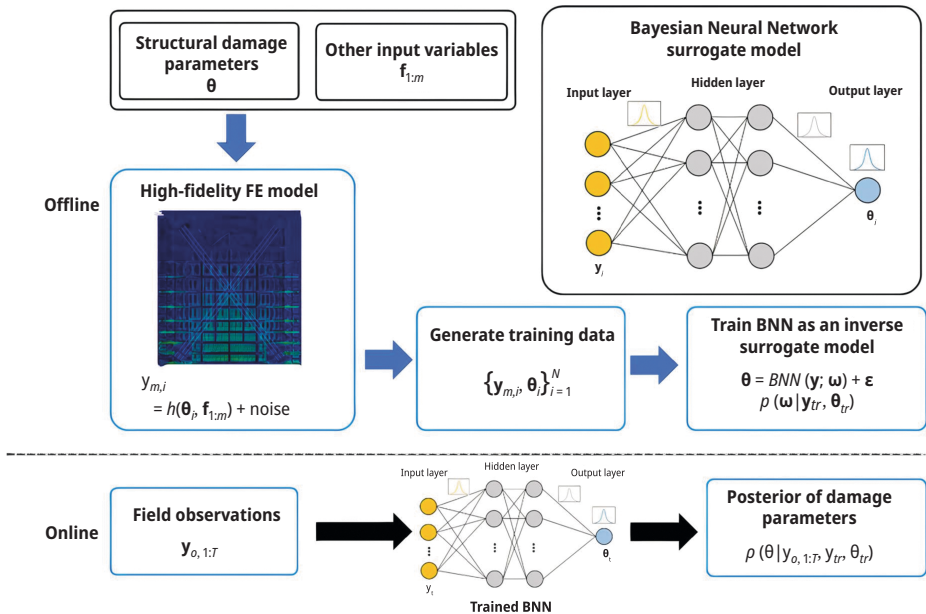 Structural damage
parameters
θ
Other input variables
f1:m
Bayesian Neural Network
surrogate model
Input layer
Hidden layer
Output layer
θi
yi
Offline
High-fidelity FE model
ym,i
= h(θi, f1:m) + noise
Generate training data
{ym,i, θi}Ni = 1
Train BNN as an inverse
surrogate model
θ = BNN (y; ω) + ε
p (ω|ytr, θtr)
Online
Field observations
yo, 1:T
Input layer
Hidden layer
Output layer
θt
yt
Trained BNN
Posterior of damage
parameters
ρ (θ|yo, 1:T, ytr, θtr)